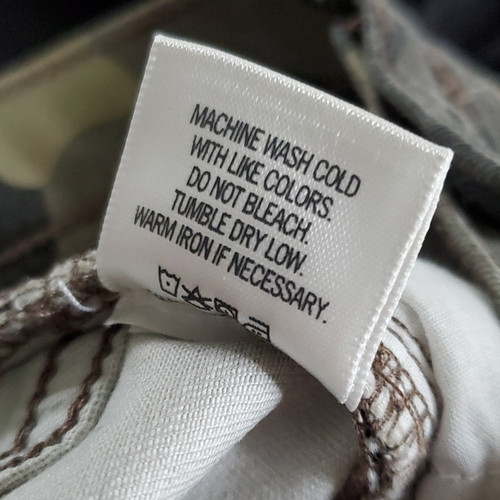 MACHINE WASH COLD
WITH LIKE COLORS.
DO NOT BLEACH.
TUMBLE DRY LOW.
WARM IRON IF NECESSARY.